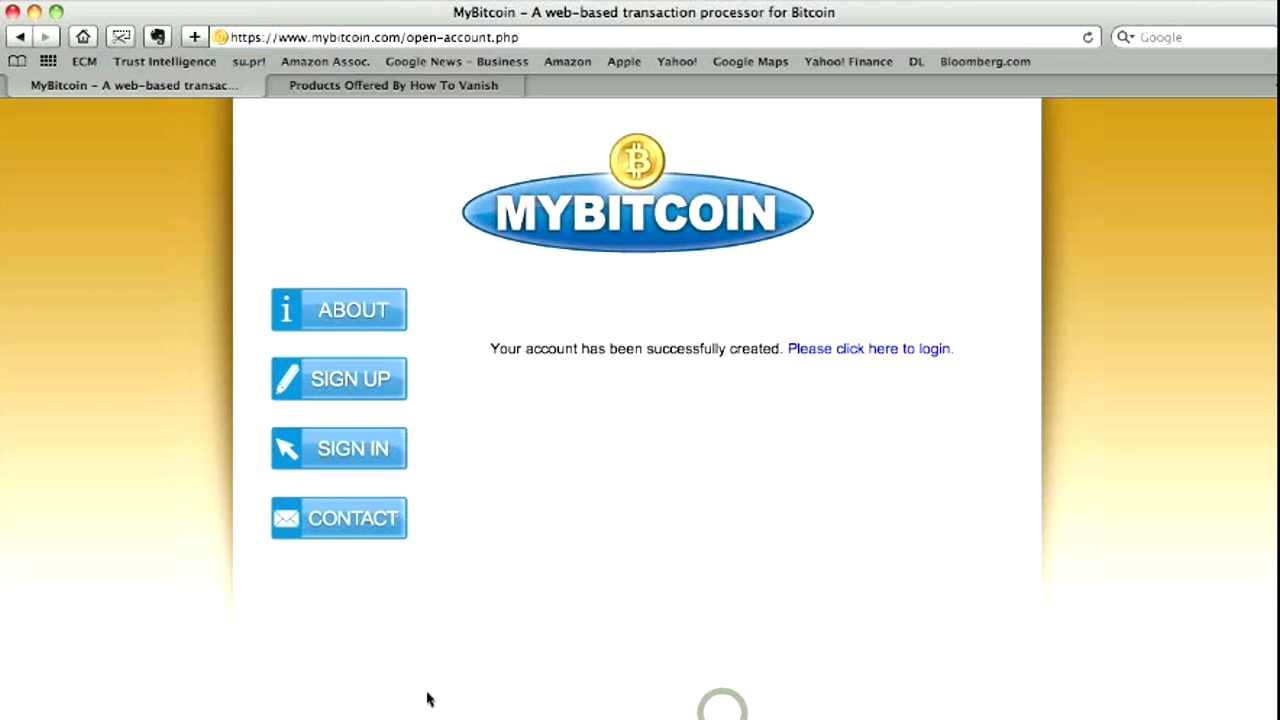 MyBitcoin – A web-based transaction processor for Bitcoin
https://www.mybitcoin.com/open-account.php
Google
ECM Trust Intelligence su.pr! Amazon Assoc. Google News – Business Amazon Apple Yahoo! Google Maps Yahoo! Finance DL Bloomberg.com
MyBitcoin – A web-based transac... Products Offered By How To Vanish
MYBITCOIN
ABOUT
Your account has been successfully created. Please click here to login.
SIGN UP
SIGN IN
CONTACT